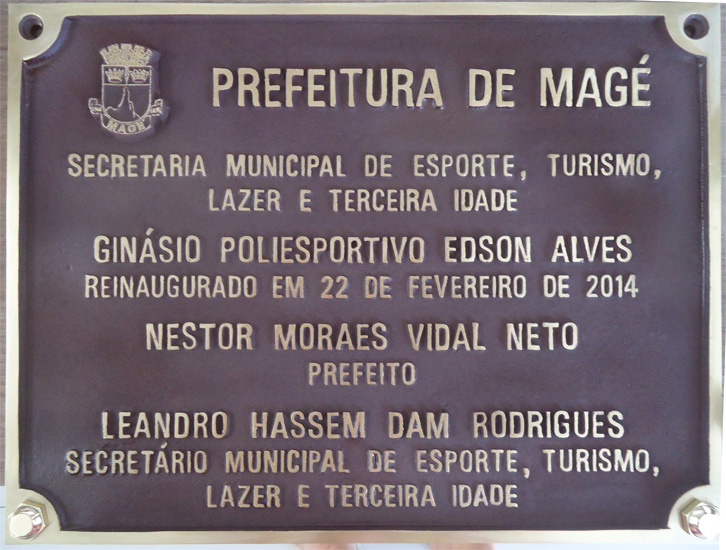 MAGÉ
PREFEITURA DE MAGÉ
SECRETARIA MUNICIPAL DE ESPORTE, TURISMO,
LAZER E TERCEIRA IDADE
GINÁSIO POLIESPORTIVO EDSON ALVES
REINAUGURADO EM 22 DE FEVEREIRO DE 2014
NESTOR MORAES VIDAL NETO
PREFEITO
LEANDRO HASSEM DAM RODRIGUES
SECRETÁRIO MUNICIPAL DE ESPORTE, TURISMO,
LAZER E TERCEIRA IDADE